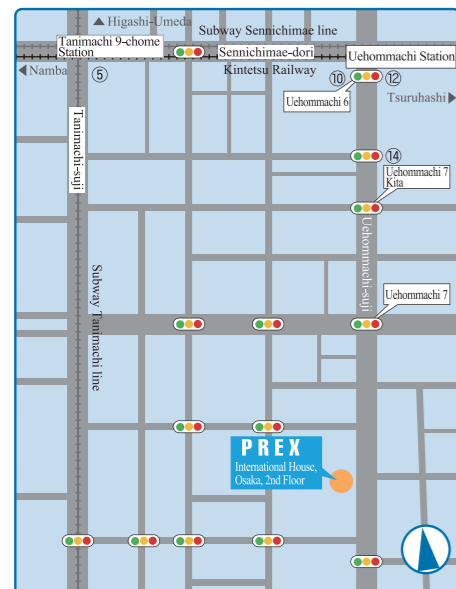 Higashi-Umeda
Subway Sennichimae line
Tanimachi 9-chome
Station
Sennichimae-dori
Uehommachi Station
Namba
⑤
Kintetsu Railway
⑩
⑫
Uehommachi 6
Tsuruhashi
Tanimachi-suji
⑭
Uehommachi 7
Kita
Uehommachi-suji
Subway Tanimachi line
Uehommachi 7
PREX
International House,
Osaka, 2nd Floor